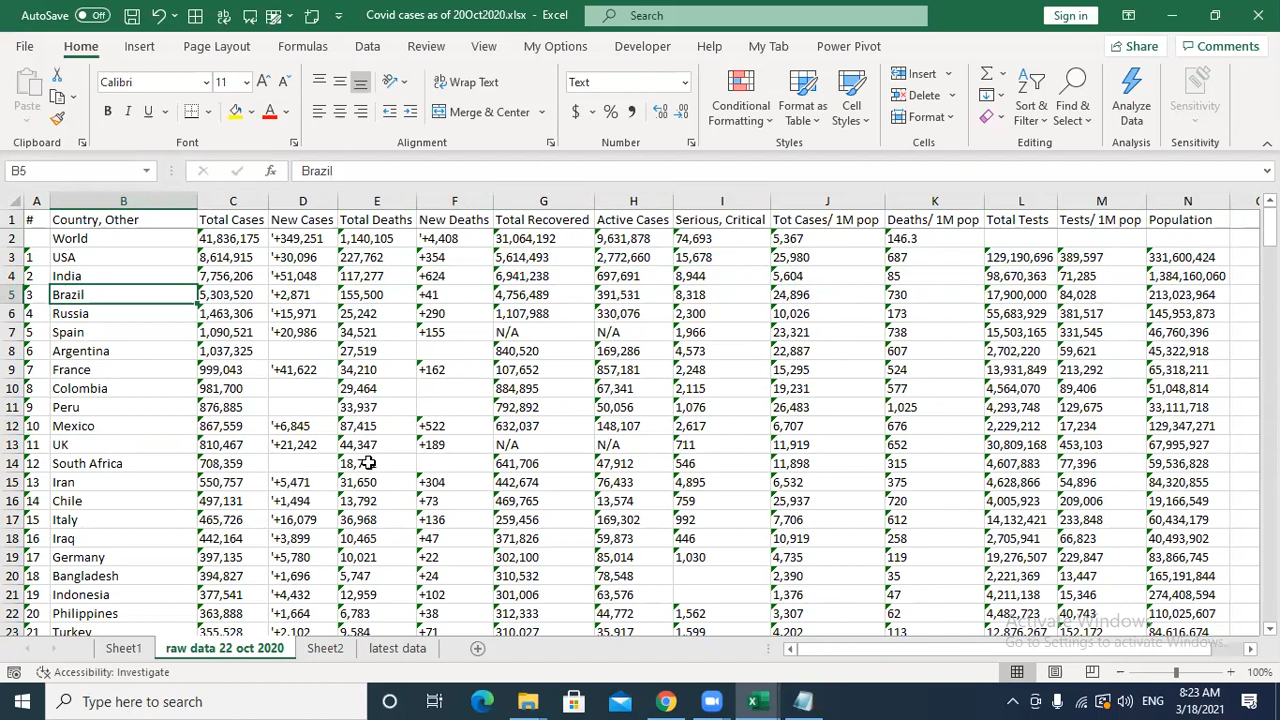 AutoSave Off Covid cases as of 20Oct2020.xlsx - Excel Search Sign in
File Home Insert Page Layout Formulas Data Review View My Options Developer Help My Tab Power Pivot Share Comments
Paste Calibri 11 Wrap Text Merge & Center Text Conditional Formatting Format as Table Cell Styles Insert Delete Format Sort & Filter Find & Select Analyze Data Sensitivity
Clipboard Font Alignment Number Styles Cells Editing Analysis Sensitivity
B5 fx Brazil
A B C D E F G H I J K L M N
1 # Country, Other Total Cases New Cases Total Deaths New Deaths Total Recovered Active Cases Serious, Critical Tot Cases/ 1M pop Deaths/ 1M pop Total Tests Tests/ 1M pop Population
2 World 41,836,175 '+349,251 1,140,105 '+4,408 31,064,192 9,631,878 74,693 5,367 146.3
3 1 USA 8,614,915 '+30,096 227,762 +354 5,614,493 2,772,660 15,678 25,980 687 129,190,696 389,597 331,600,424
4 2 India 7,756,206 '+51,048 117,277 +624 6,941,238 697,691 8,944 5,604 85 98,670,363 71,285 1,384,160,060
5 3 Brazil 5,303,520 '+2,871 155,500 +41 4,756,489 391,531 8,318 24,896 730 17,900,000 84,028 213,023,964
6 4 Russia 1,463,306 '+15,971 25,242 +290 1,107,988 330,076 2,300 10,026 173 55,683,929 381,517 145,953,873
7 5 Spain 1,090,521 '+20,986 34,521 +155 N/A N/A 1,966 23,321 738 15,503,165 331,545 46,760,396
8 6 Argentina 1,037,325 27,519 840,520 169,286 4,573 22,887 607 2,702,220 59,621 45,322,918
9 7 France 999,043 '+41,622 34,210 +162 107,652 857,181 2,248 15,295 524 13,931,849 213,292 65,318,211
10 8 Colombia 981,700 29,464 884,895 67,341 2,115 19,231 577 4,564,070 89,406 51,048,814
11 9 Peru 876,885 33,937 792,892 50,056 1,076 26,483 1,025 4,293,748 129,675 33,111,718
12 10 Mexico 867,559 '+6,845 87,415 +522 632,037 148,107 2,617 6,707 676 2,229,212 17,234 129,347,271
13 11 UK 810,467 '+21,242 44,347 +189 N/A N/A 711 11,919 652 30,809,168 453,103 67,995,927
14 12 South Africa 708,359 641,706 47,912 546 11,898 315 4,607,883 77,396 59,536,828
15 13 Iran 550,757 '+5,471 31,650 +304 442,674 76,433 4,895 6,532 375 4,628,866 54,896 84,320,855
16 14 Chile 497,131 '+1,494 13,792 +73 469,765 13,574 759 25,937 720 4,005,923 209,006 19,166,549
17 15 Italy 465,726 '+16,079 36,968 +136 259,456 169,302 992 7,706 612 14,132,421 233,848 60,434,179
18 16 Iraq 442,164 '+3,899 10,465 +47 371,826 59,873 446 10,919 258 2,705,941 66,823 40,493,902
19 17 Germany 397,135 '+5,780 10,021 +22 302,100 85,014 1,030 4,735 119 19,276,507 229,847 83,866,745
20 18 Bangladesh 394,827 '+1,696 5,747 +24 310,532 78,548 2,390 35 2,221,369 13,447 165,191,844
21 19 Indonesia 377,541 '+4,432 12,959 +102 301,006 63,576 1,376 47 4,211,138 15,346 274,408,594
22 20 Philippines 363,888 '+1,664 6,783 +38 312,333 44,772 1,562 3,307 62 4,482,723 40,743 110,025,607
23 21 Turkey 355,528 '+2,102 9,584 +71 310,027 35,917 1,599 4,202 113 12,876,267 152,172
Activate Windows
Go to Settings to activate Windows.
Sheet1 raw data 22 oct 2020 Sheet2 latest data
Accessibility: Investigate 100%
Type here to search ENG 8:23 AM
3/18/2021